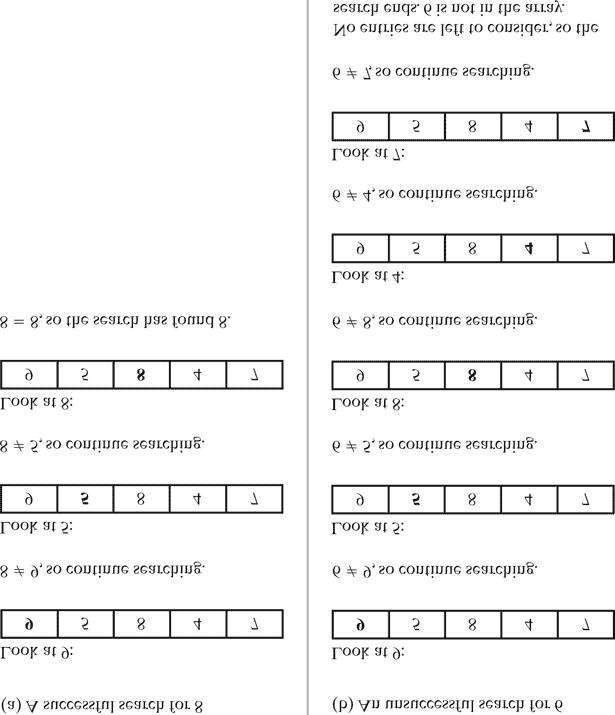 (a) A successful search for 8
Look at 9:
9 5 8 4 7
8 ≠ 9, so continue searching.
Look at 5:
9 5 8 4 7
8 ≠ 5, so continue searching.
Look at 8:
9 5 8 4 7
8 = 8, so the search has found 8.
(b) An unsuccessful search for 6
Look at 9:
9 5 8 4 7
6 ≠ 9, so continue searching.
Look at 5:
9 5 8 4 7
6 ≠ 5, so continue searching.
Look at 8:
9 5 8 4 7
6 ≠ 8, so continue searching.
Look at 4:
9 5 8 4 7
6 ≠ 4, so continue searching.
Look at 7:
9 5 8 4 7
6 ≠ 7, so continue searching.
No entries are left to consider, so the
search ends. 6 is not in the array.